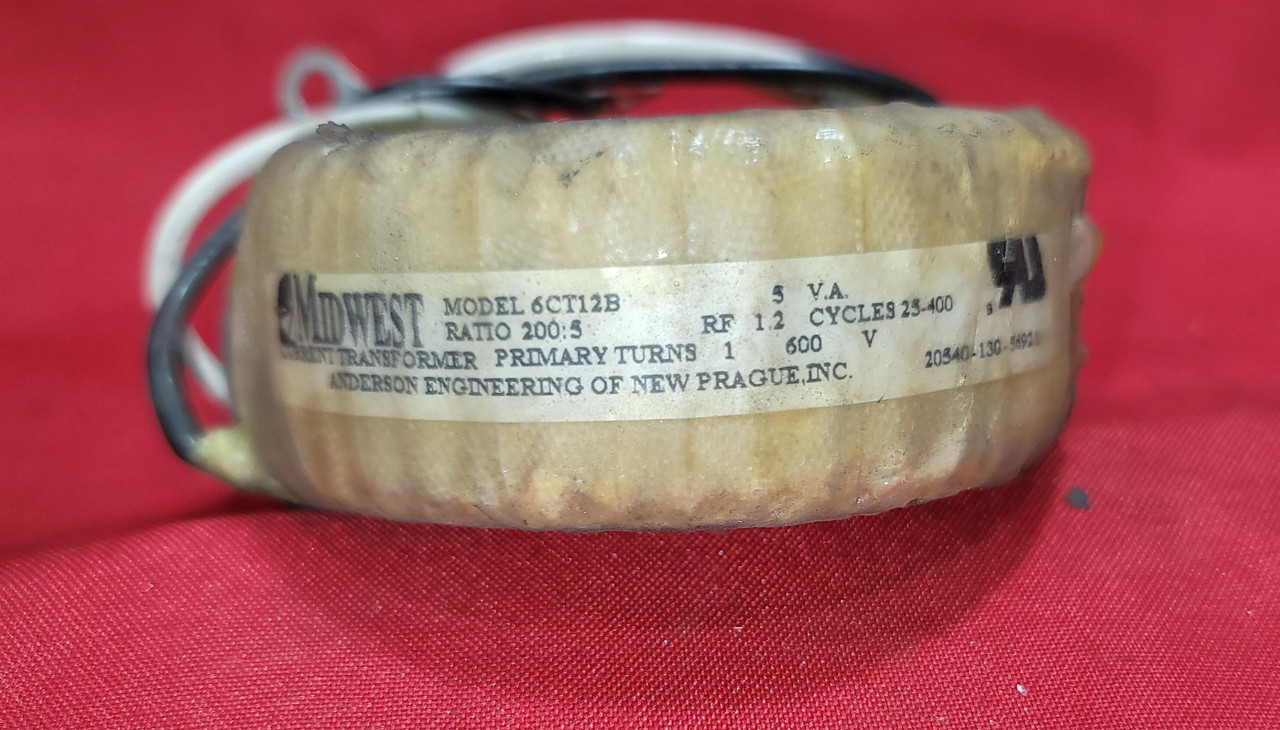 MIDWEST MODEL 6CT12B 5 V.A.
RATIO 200:5 RF 1.2 CYCLES 25-400
CURRENT TRANSFORMER PRIMARY TURNS 1 600 V
ANDERSON ENGINEERING OF NEW PRAGUE, INC.